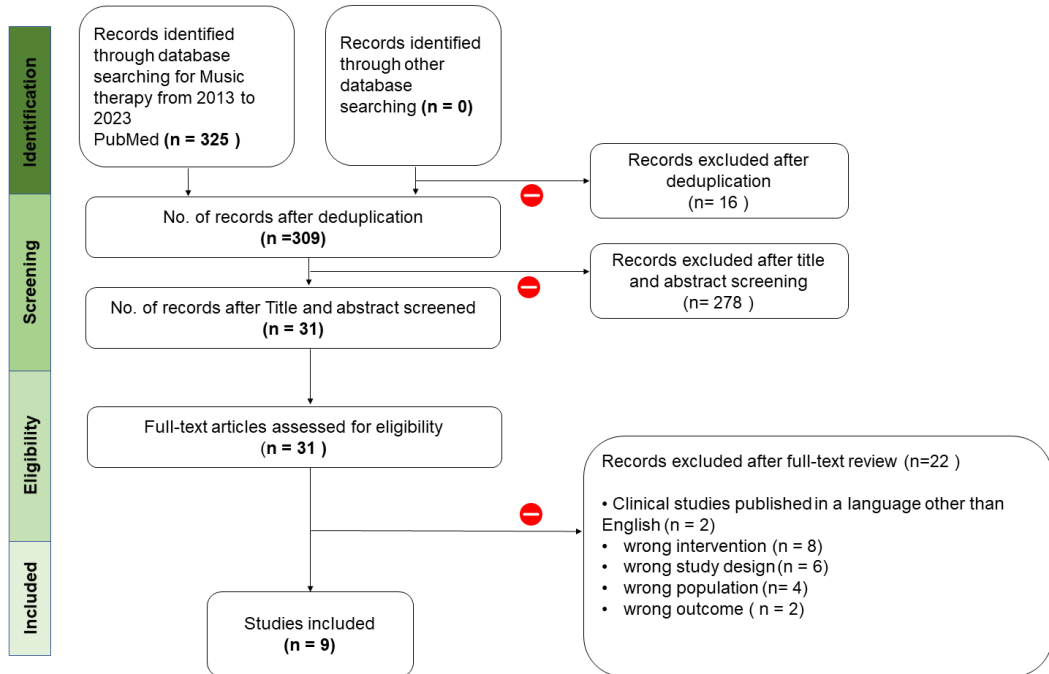 Identification
Records identified
through database
searching for Music
therapy from 2013 to
2023
PubMed (n = 325 )
Records identified
through other
database
searching (n = 0)
Records excluded after
deduplication
(n= 16 )
Screening
No. of records after deduplication
(n =309)
Records excluded after title
and abstract screening
(n= 278 )
No. of records after Title and abstract screened
(n = 31)
Eligibility
Full-text articles assessed for eligibility
(n = 31 )
Records excluded after full-text review (n=22 )
• Clinical studies published in a language other than
English (n = 2)
• wrong intervention (n = 8)
• wrong study design (n = 6)
• wrong population (n= 4)
• wrong outcome ( n = 2)
Included
Studies included
(n = 9)